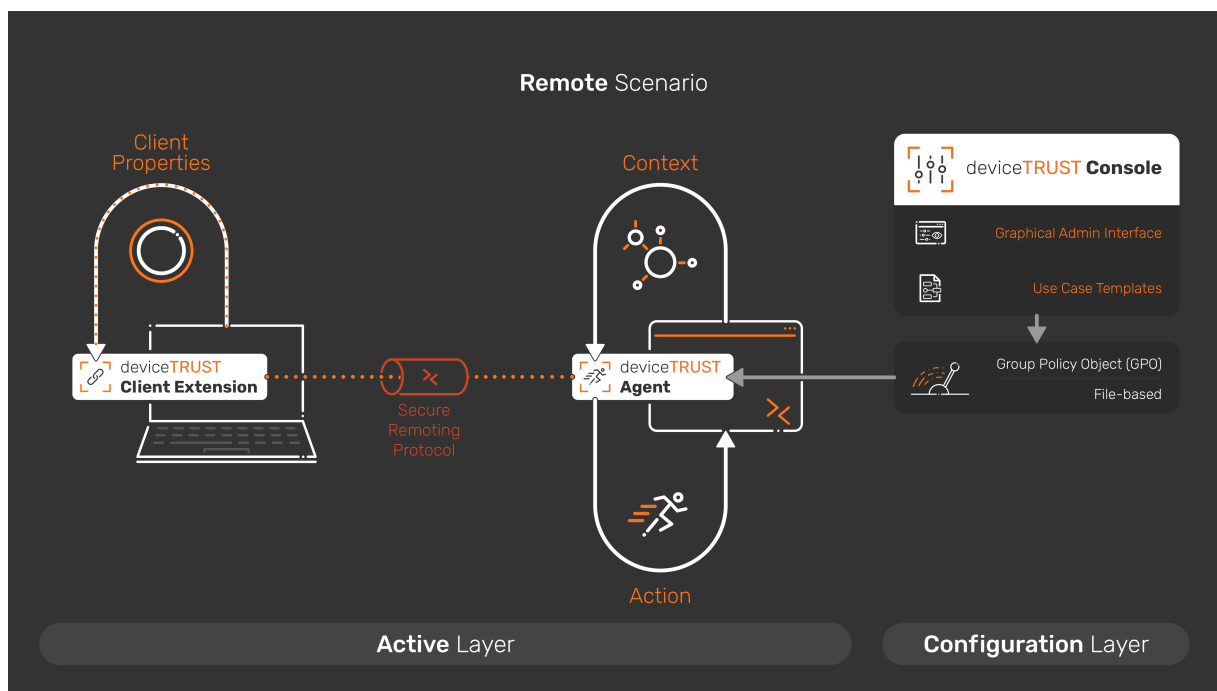 Remote Scenario
Client
Properties
Context
deviceTRUST Console
Graphical Admin Interface
Use Case Templates
deviceTRUST
Client Extension
Secure
Remoting
Protocol
deviceTRUST
Agent
Group Policy Object (GPO)
File-based
Action
Active Layer
Configuration Layer